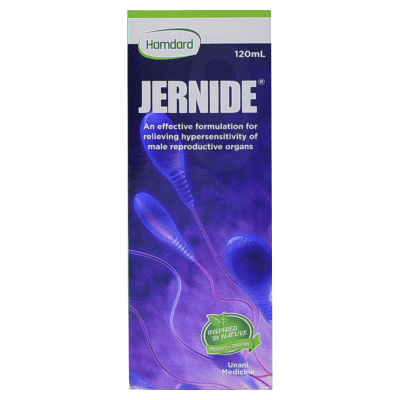 Hamdard
120mL
JERNIDE®
An effective formulation for
relieving hypersensitivity of
male reproductive organs
INSPIRED
BY NATURE
Unani
Medicine